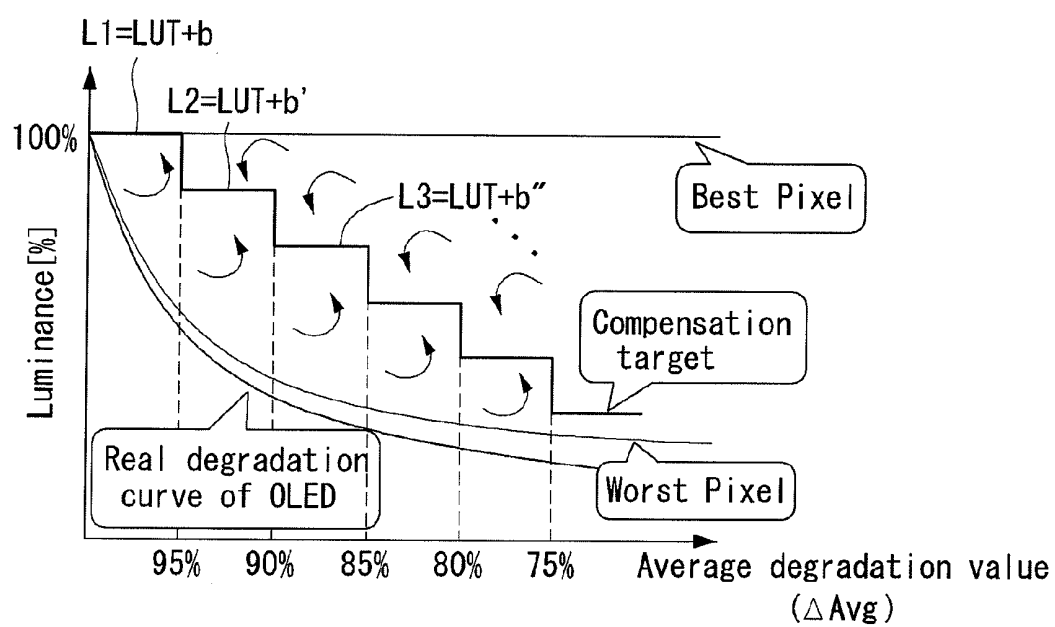 L1=LUT+b
L2=LUT+b'
100%
L3=LUT+b"
Best Pixel
Luminance[%]
Compensation
target
Real degradation
curve of OLED
Worst Pixel
95%
90%
85%
80%
75%
Average degradation value
(△Avg)